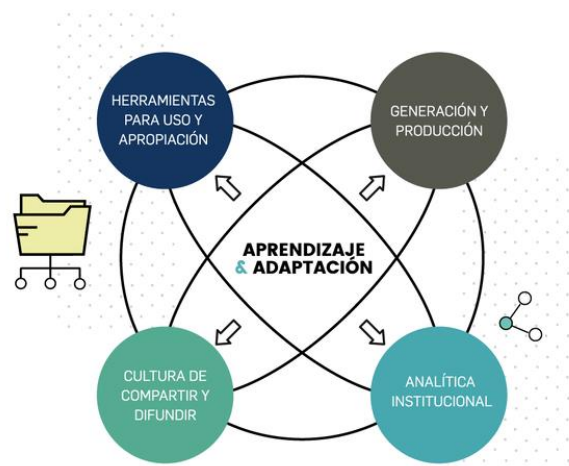 HERRAMIENTAS
PARA USO Y
APROPIACIÓN
GENERACIÓN Y
PRODUCCIÓN
APRENDIZAJE
& ADAPTACIÓN
CULTURA DE
COMPARTIR Y
DIFUNDIR
ANALÍTICA
INSTITUCIONAL